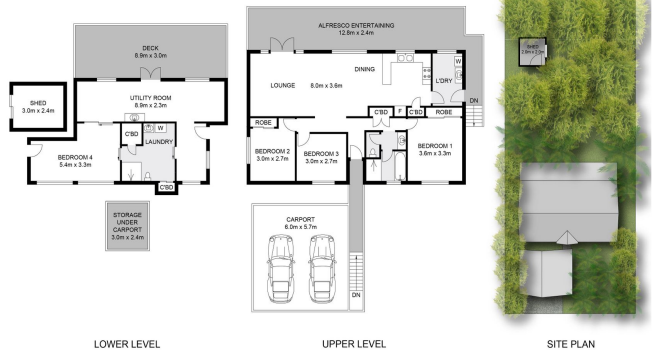 DECK
8.9m x 3.0m
SHED
3.0m x 2.4m
UTILITY ROOM
8.9m x 2.3m
C'BD
W
LAUNDRY
BEDROOM 4
5.4m x 3.3m
C'BD
STORAGE
UNDER
CARPORT
3.0m x 2.4m
LOWER LEVEL
ALFRESCO ENTERTAINING
12.8m x 2.4m
DINING
LOUNGE
8.0m x 3.6m
W
L'DRY
DN
C'BD
F
C'BD
ROBE
ROBE
BEDROOM 2
3.0m x 2.7m
BEDROOM 3
3.0m x 2.7m
BEDROOM 1
3.6m x 3.3m
CARPORT
6.0m x 5.7m
DN
UPPER LEVEL
SHED
SITE PLAN